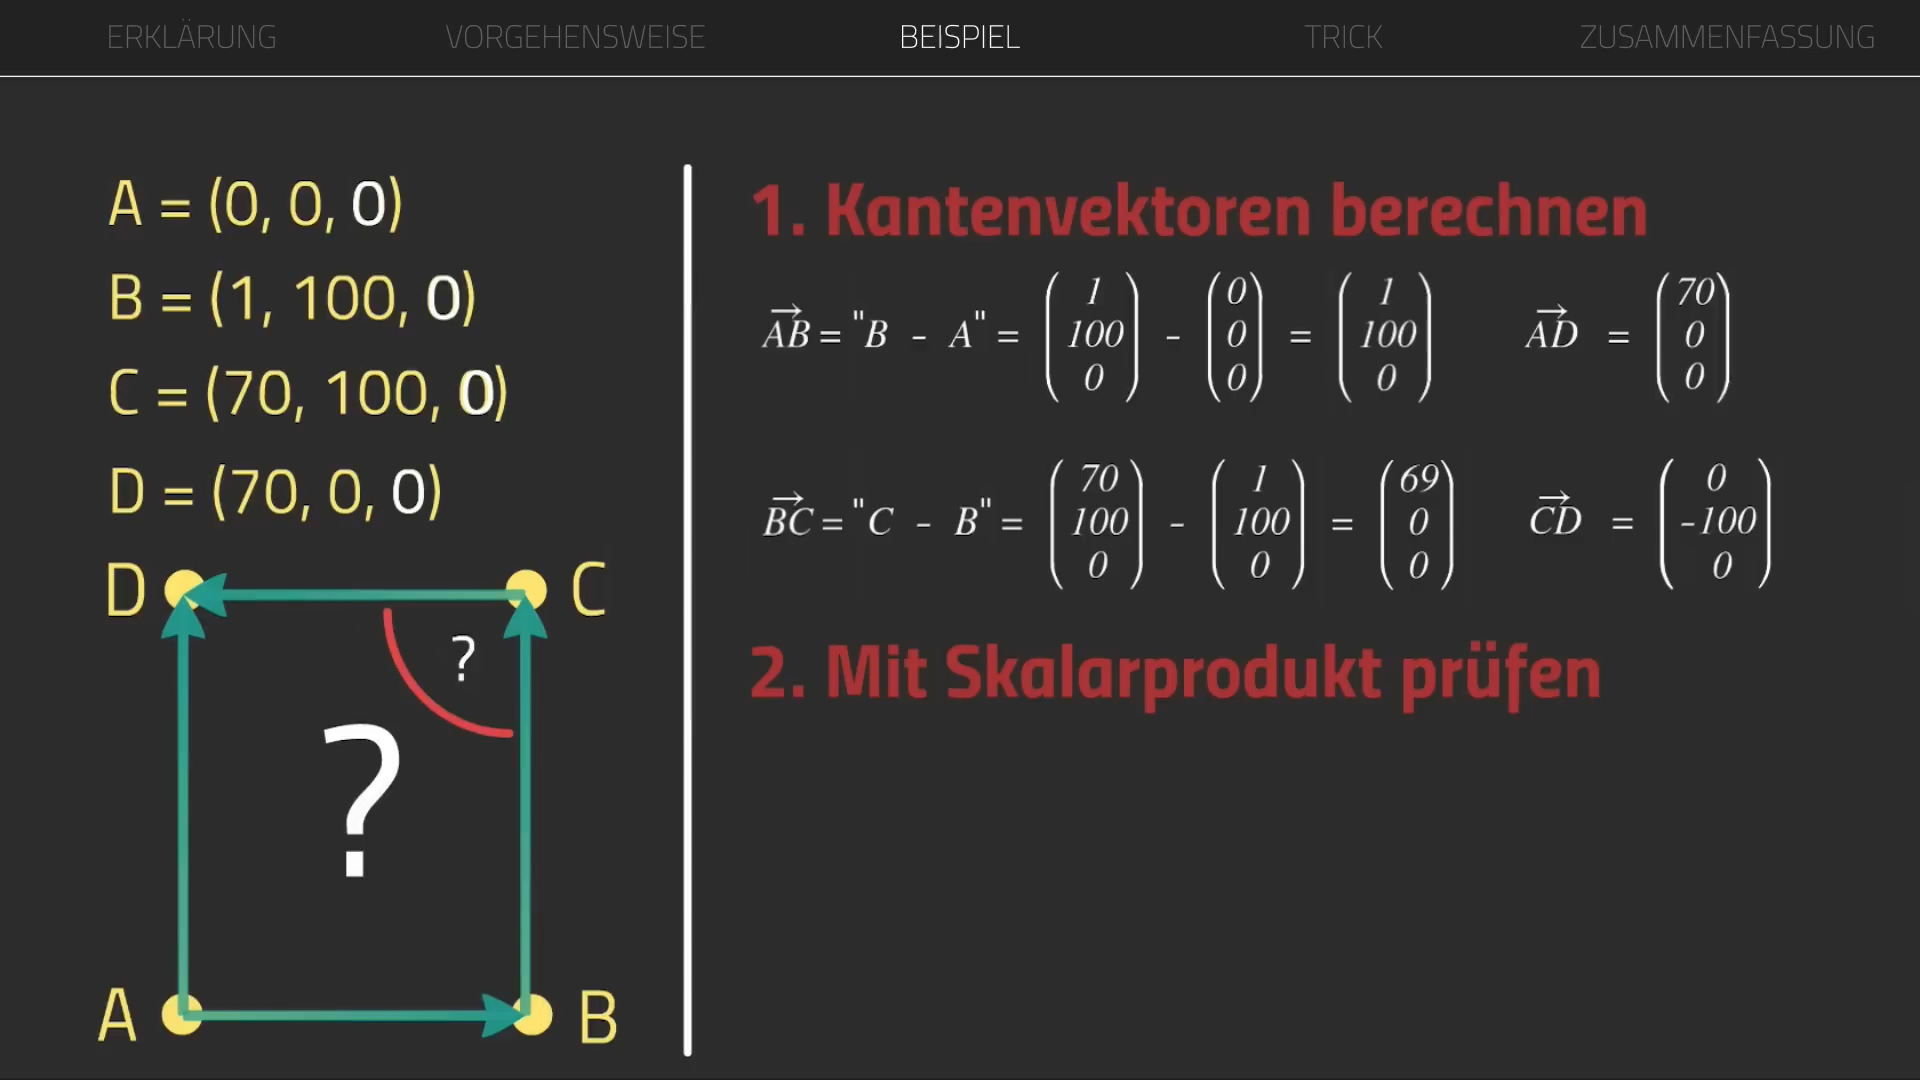 ERKLÄRUNG VORGEHENSWEISE BEISPIEL TRICK ZUSAMMENFASSUNG
A = (0, 0, 0)
B = (1, 100, 0)
C = (70, 100, 0)
D = (70, 0, 0)
D C
?
?
A B
1. Kantenvektoren berechnen
AB = "B - A" = (1 100 0) - (0 0 0) = (1 100 0) AD = (70 0 0)
BC = "C - B" = (70 100 0) - (1 100 0) = (69 0 0) CD = (0 -100 0)
2. Mit Skalarprodukt prüfen